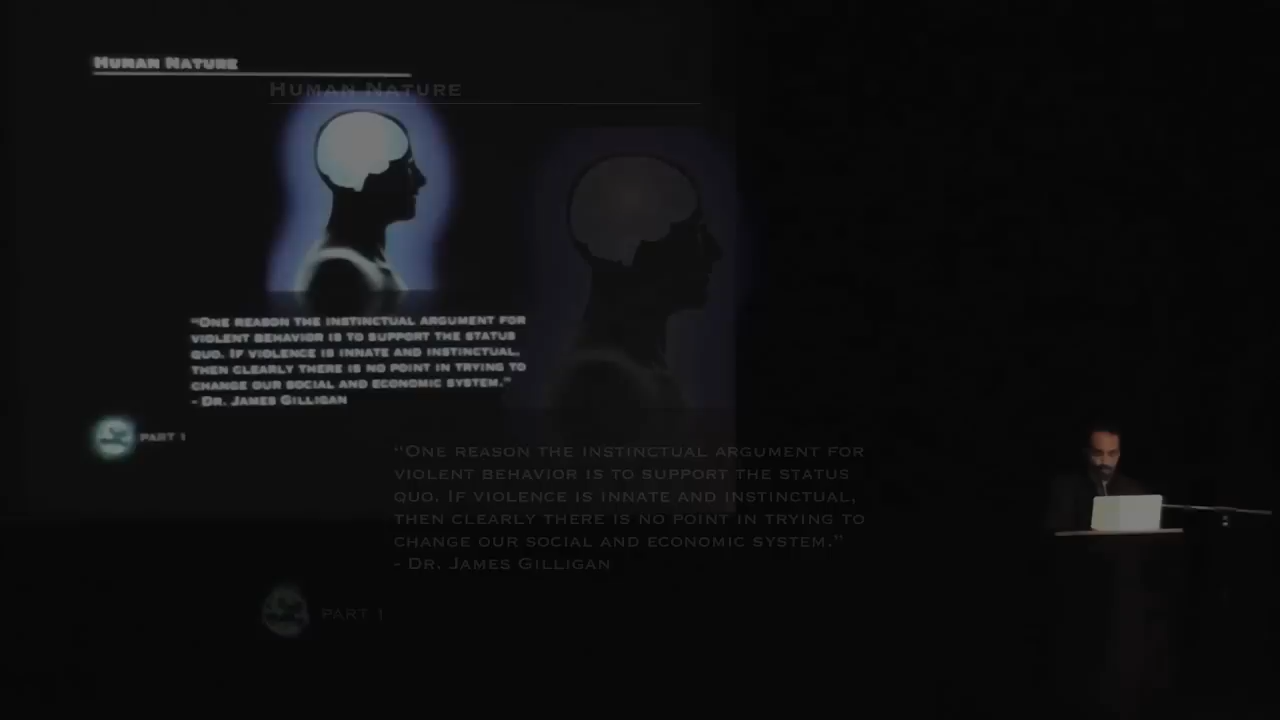 HUMAN NATURE
"ONE REASON THE INSTINCTUAL ARGUMENT FOR
VIOLENT BEHAVIOR IS TO SUPPORT THE STATUS
QUO. IF VIOLENCE IS INNATE AND INSTINCTUAL,
THEN CLEARLY THERE IS NO POINT IN TRYING TO
CHANGE OUR SOCIAL AND ECONOMIC SYSTEM."
- DR. JAMES GILLIGAN
PART 1
HUMAN NATURE
"ONE REASON THE INSTINCTUAL ARGUMENT FOR
VIOLENT BEHAVIOR IS TO SUPPORT THE STATUS
QUO. IF VIOLENCE IS INNATE AND INSTINCTUAL,
THEN CLEARLY THERE IS NO POINT IN TRYING TO
CHANGE OUR SOCIAL AND ECONOMIC SYSTEM."
- DR. JAMES GILLIGAN
PART 1